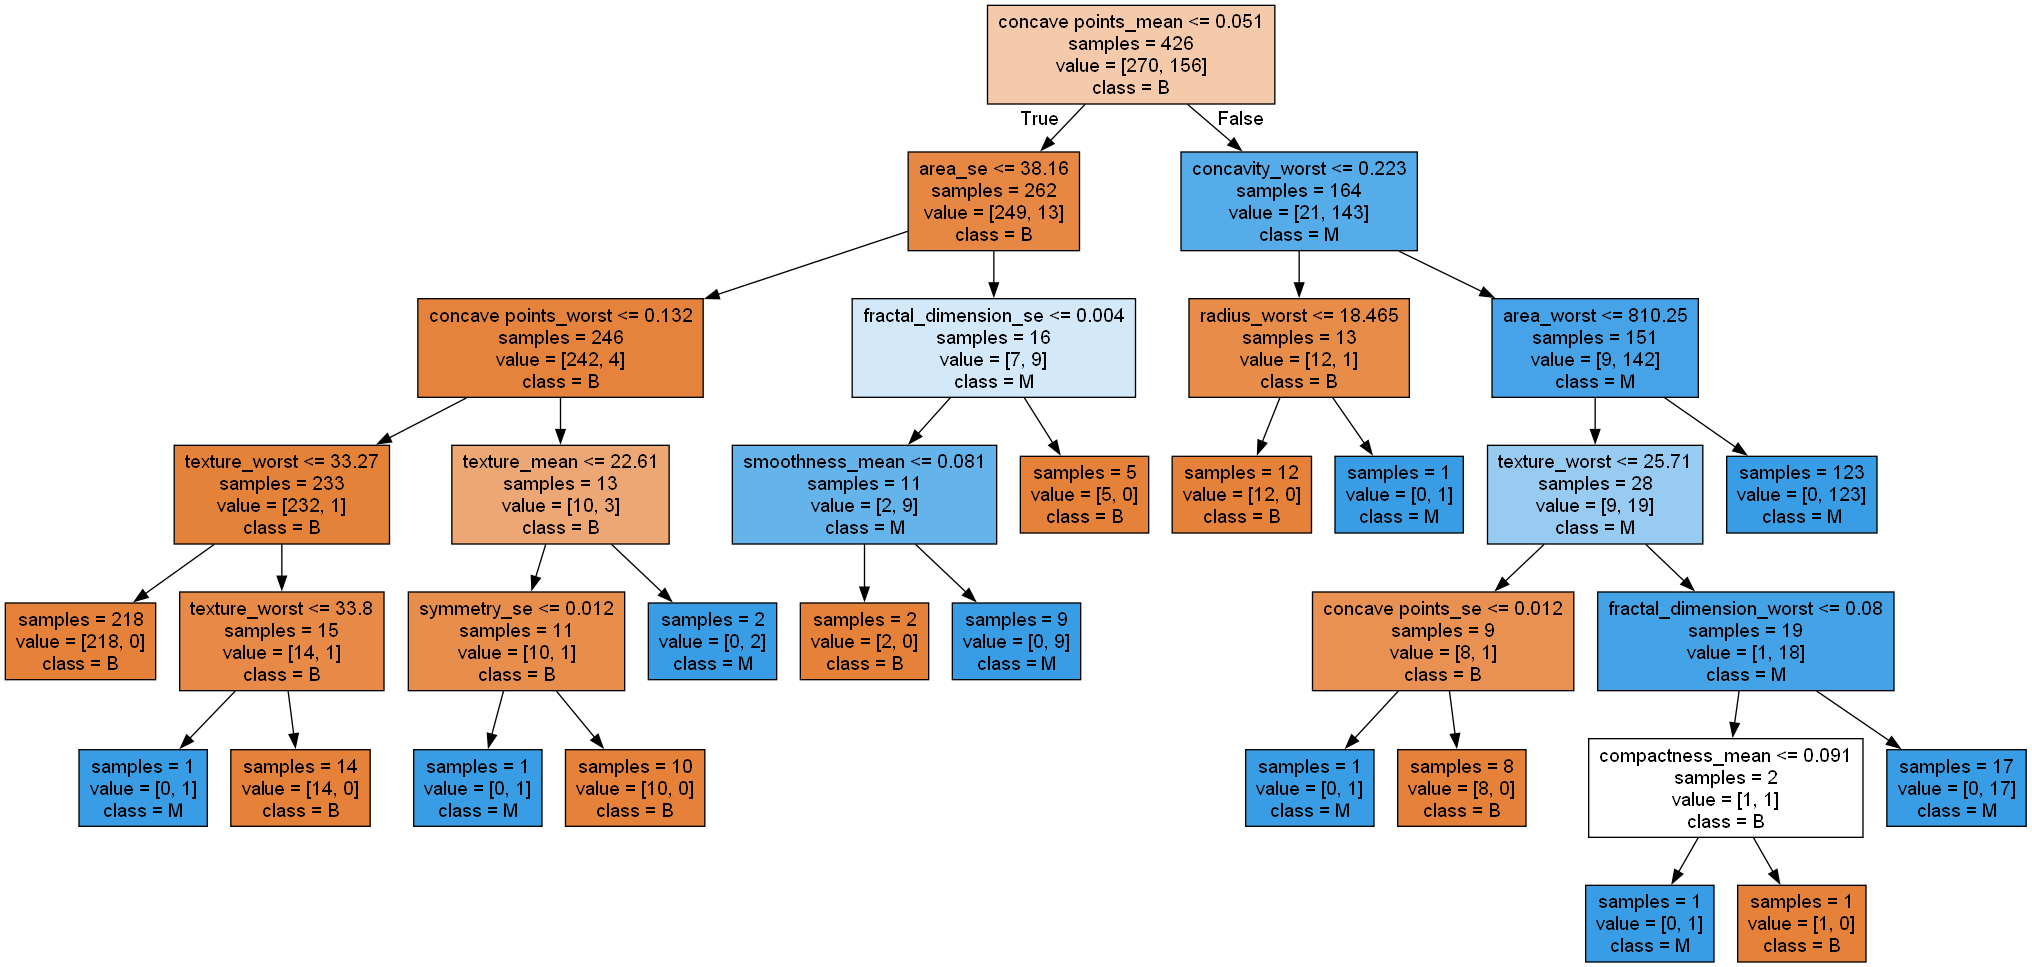 concave points_mean <= 0.051
samples = 426
value = [270, 156]
class = B
True
False
area_se <= 38.16
samples = 262
value = [249, 13]
class = B
concavity_worst <= 0.223
samples = 164
value = [21, 143]
class = M
concave points_worst <= 0.132
samples = 246
value = [242, 4]
class = B
fractal_dimension_se <= 0.004
samples = 16
value = [7, 9]
class = M
radius_worst <= 18.465
samples = 13
value = [12, 1]
class = B
area_worst <= 810.25
samples = 151
value = [9, 142]
class = M
texture_worst <= 33.27
samples = 233
value = [232, 1]
class = B
texture_mean <= 22.61
samples = 13
value = [10, 3]
class = B
smoothness_mean <= 0.081
samples = 11
value = [2, 9]
class = M
samples = 5
value = [5, 0]
class = B
samples = 12
value = [12, 0]
class = B
samples = 1
value = [0, 1]
class = M
texture_worst <= 25.71
samples = 28
value = [9, 19]
class = M
samples = 123
value = [0, 123]
class = M
samples = 218
value = [218, 0]
class = B
texture_worst <= 33.8
samples = 15
value = [14, 1]
class = B
symmetry_se <= 0.012
samples = 11
value = [10, 1]
class = B
samples = 2
value = [0, 2]
class = M
samples = 2
value = [2, 0]
class = B
samples = 9
value = [0, 9]
class = M
concave points_se <= 0.012
samples = 9
value = [8, 1]
class = B
fractal_dimension_worst <= 0.08
samples = 19
value = [1, 18]
class = M
samples = 1
value = [0, 1]
class = M
samples = 14
value = [14, 0]
class = B
samples = 1
value = [0, 1]
class = M
samples = 10
value = [10, 0]
class = B
samples = 1
value = [0, 1]
class = M
samples = 8
value = [8, 0]
class = B
compactness_mean <= 0.091
samples = 2
value = [1, 1]
class = B
samples = 17
value = [0, 17]
class = M
samples = 1
value = [0, 1]
class = M
samples = 1
value = [1, 0]
class = B